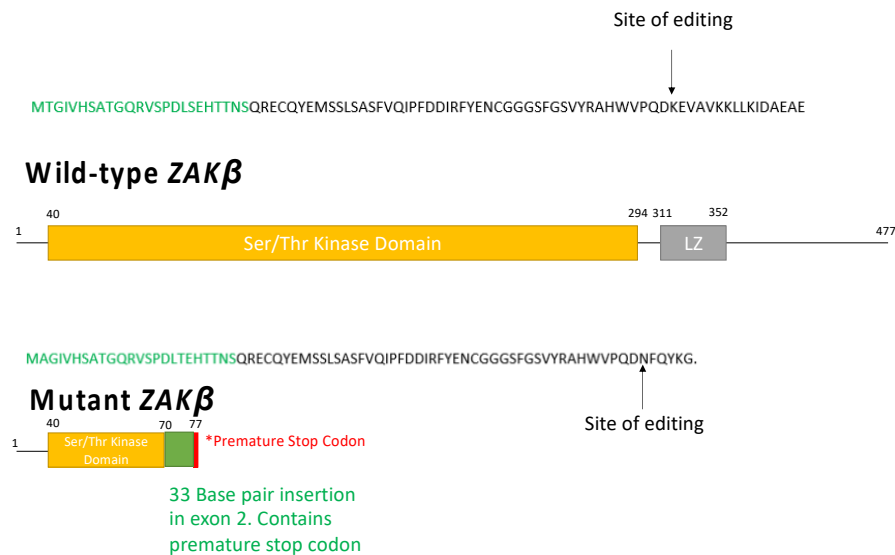 Site of editing
MTGIVHSATGQRVSPDLSEHTTNSQRECQYEMSSLSASFVQIPFDDIRFYENCGGGSFGSVYRAHWVPQDKEVAVKKLLKIDAEAE
Wild-type ZAKβ
1 40 294 311 352 477
Ser/Thr Kinase Domain LZ
MAGIVHSATGQRVSPDLTEHTTNSQRECQYEMSSLSASFVQIPFDDIRFYENCGGGSFGSVYRAHWVPQDNFQYKG.
Mutant ZAKβ
Site of editing
1 40 70 77
Ser/Thr Kinase
Domain
*Premature Stop Codon
33 Base pair insertion
in exon 2. Contains
premature stop codon